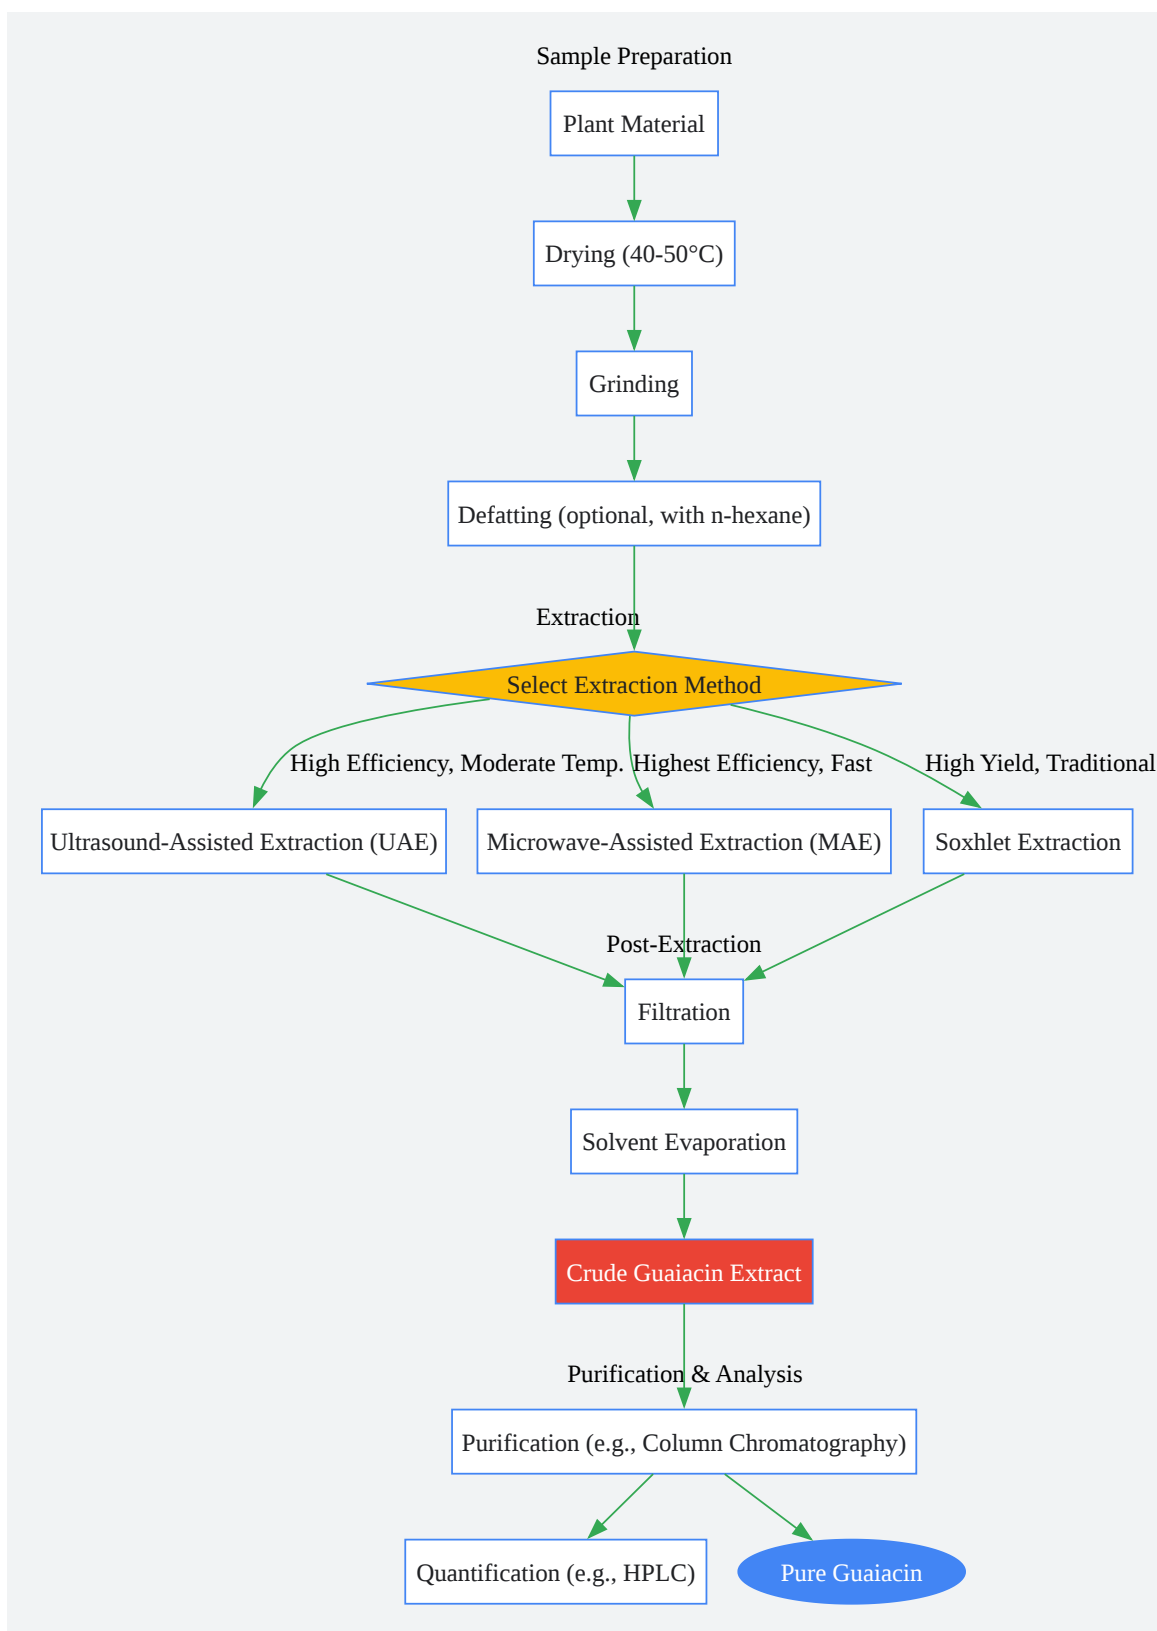 Sample Preparation
Plant Material
Drying (40-50°C)
Grinding
Defatting (optional, with n-hexane)
Extraction
Select Extraction Method
High Efficiency, Moderate Temp.
Highest Efficiency, Fast
High Yield, Traditional
Ultrasound-Assisted Extraction (UAE)
Microwave-Assisted Extraction (MAE)
Soxhlet Extraction
Post-Extraction
Filtration
Solvent Evaporation
Crude Guaiacin Extract
Purification & Analysis
Purification (e.g., Column Chromatography)
Quantification (e.g., HPLC)
Pure Guaiacin